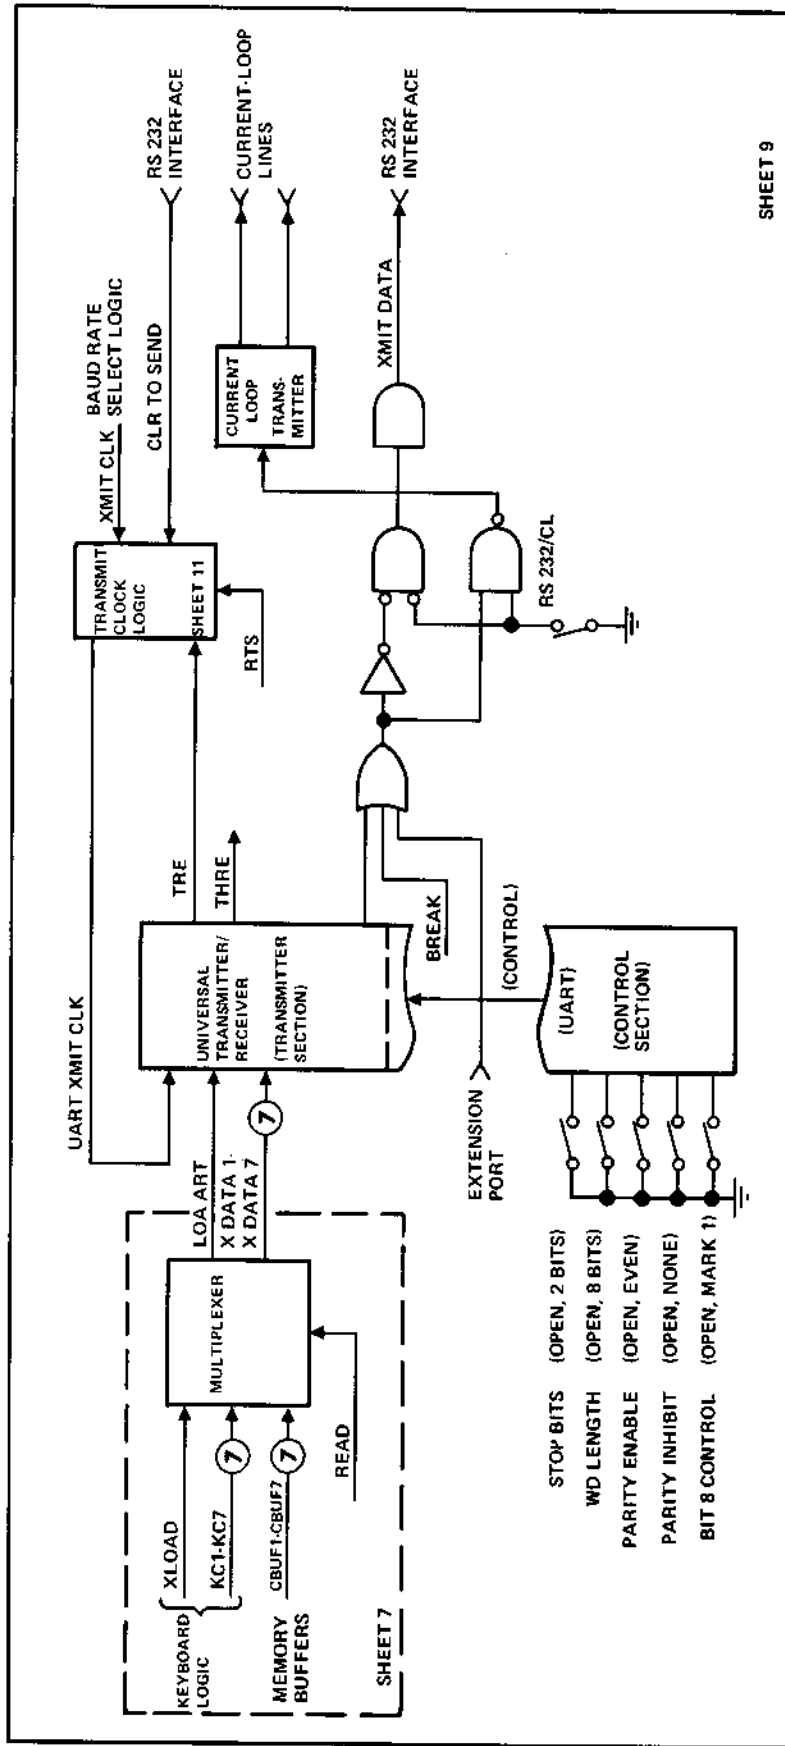 KEYBOARD
LOGIC
XLOAD
KC1-KC7
7
MEMORY
BUFFERS
CBUF1-CBUF7
7
READ
SHEET 7
MULTIPLEXER
LOA ART
X DATA 1-
X DATA 7
7
UART XMIT CLK
UNIVERSAL
TRANSMITTER/
RECEIVER
(TRANSMITTER
SECTION)
TRE
THRE
BREAK
EXTENSION
PORT
(CONTROL)
(UART)
(CONTROL
SECTION)
STOP BITS (OPEN, 2 BITS)
WD LENGTH (OPEN, 8 BITS)
PARITY ENABLE (OPEN, EVEN)
PARITY INHIBIT (OPEN, NONE)
BIT 8 CONTROL (OPEN, MARK 1)
TRANSMIT
CLOCK
LOGIC
SHEET 11
RTS
XMIT CLK
BAUD RATE
SELECT LOGIC
CLR TO SEND
RS 232
INTERFACE
CURRENT
LOOP
TRANS-
MITTER
CURRENT-LOOP
LINES
XMIT DATA
RS 232
INTERFACE
RS 232/CL
SHEET 9